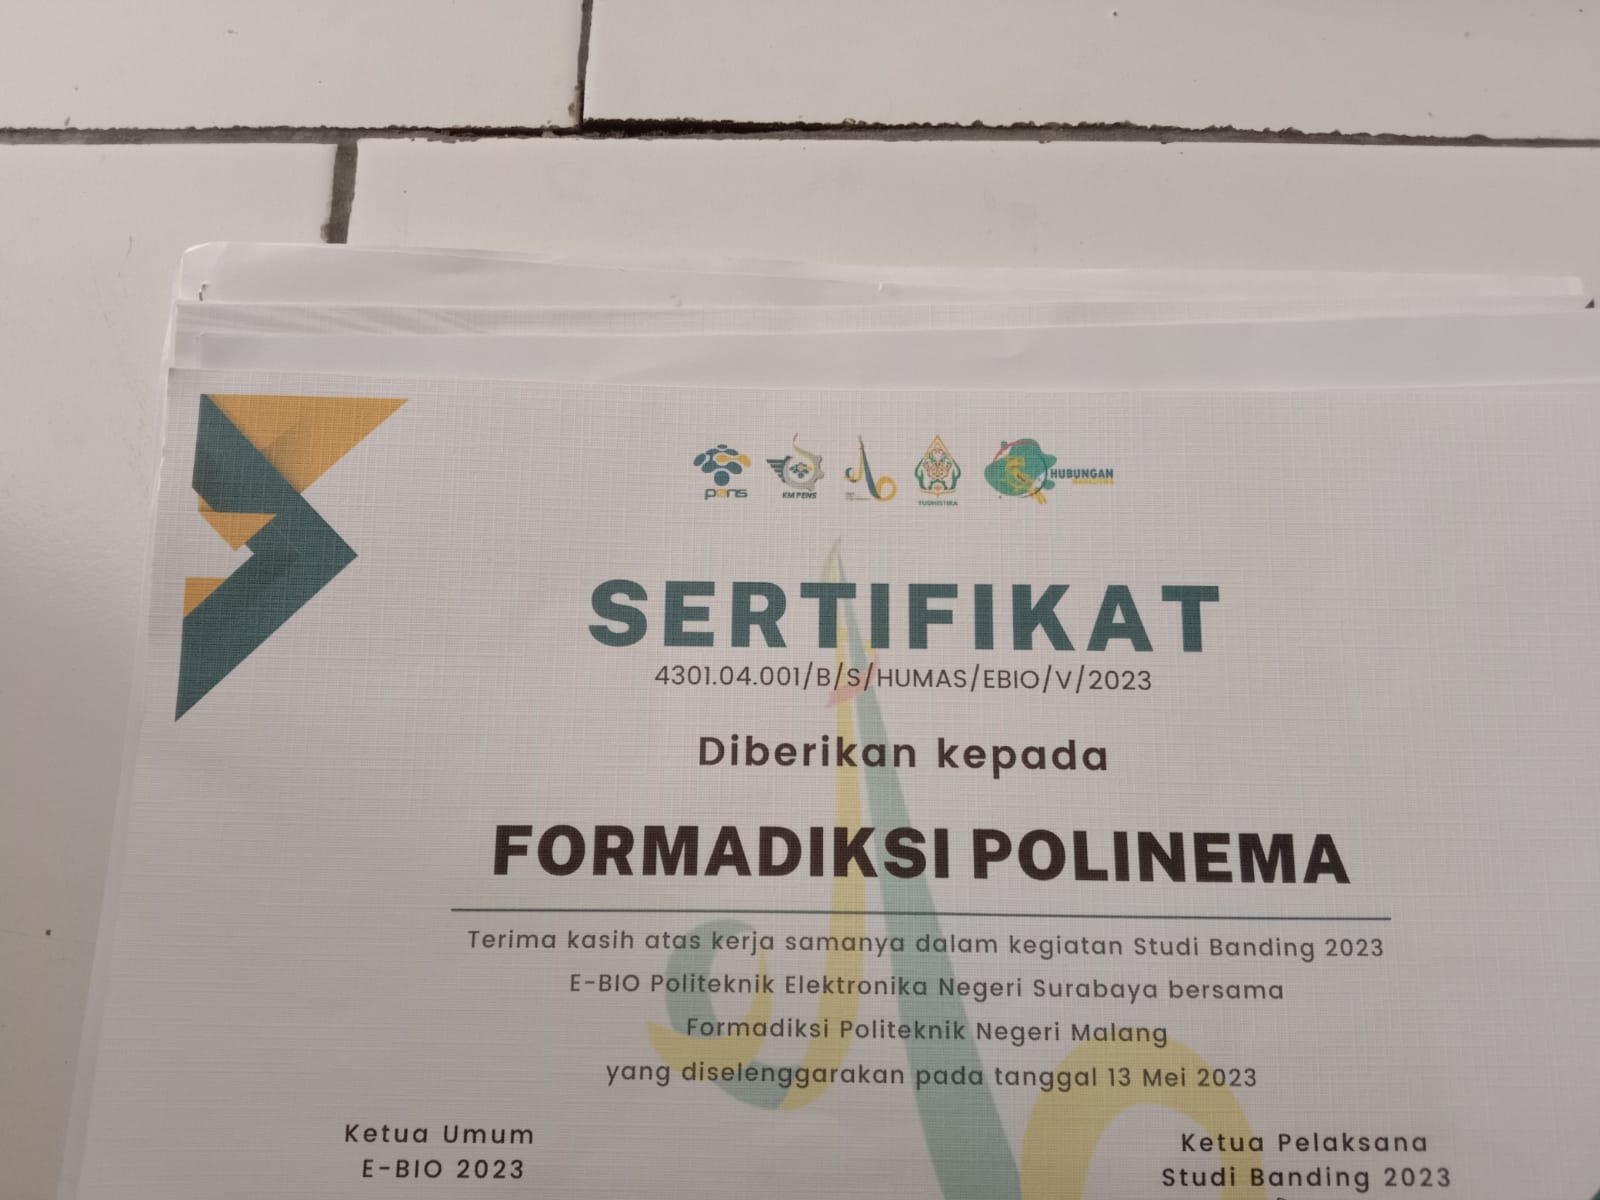 pens
KM PENS
YUDHISTIRA
HUBUNGAN
SERTIFIKAT
4301.04.001/B/S/HUMAS/EBIO/V/2023
Diberikan kepada
FORMADIKSI POLINEMA
Terima kasih atas kerja samanya dalam kegiatan Studi Banding 2023
E-BIO Politeknik Elektronika Negeri Surabaya bersama
Formadiksi Politeknik Negeri Malang
yang diselenggarakan pada tanggal 13 Mei 2023
Ketua Umum
E-BIO 2023
Ketua Pelaksana
Studi Banding 2023